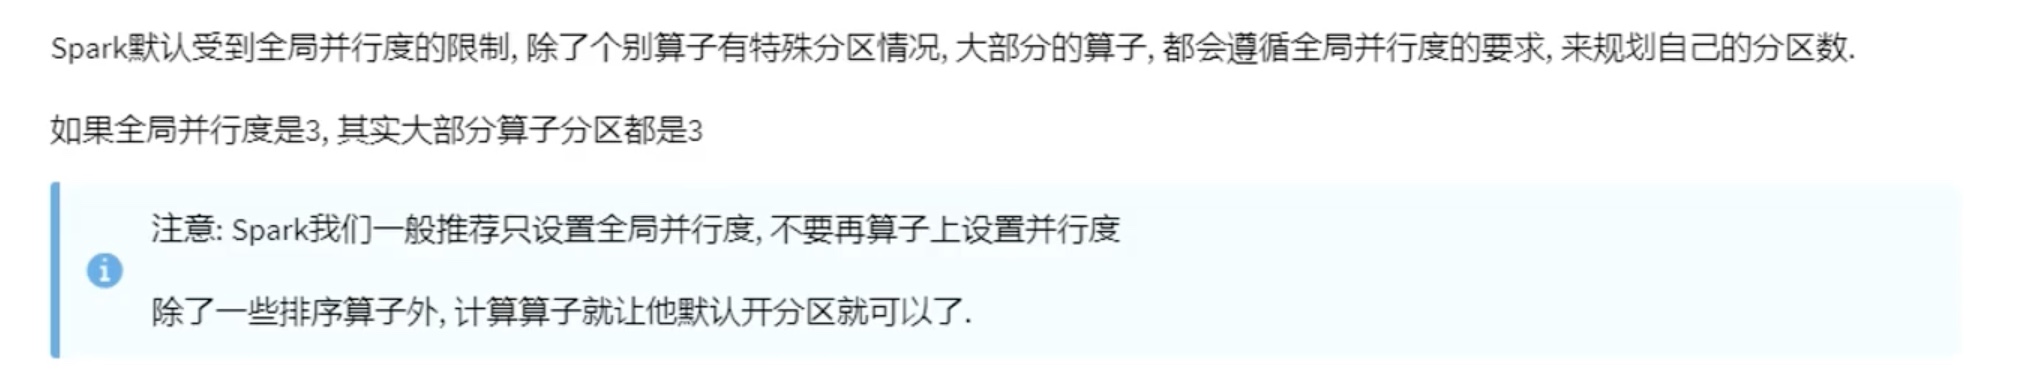 Spark默认受到全局并行度的限制, 除了个别算子有特殊分区情况, 大部分的算子, 都会遵循全局并行度的要求, 来规划自己的分区数.
如果全局并行度是3, 其实大部分算子分区都是3
注意: Spark我们一般推荐只设置全局并行度, 不要再算子上设置并行度
除了一些排序算子外, 计算算子就让他默认开分区就可以了.